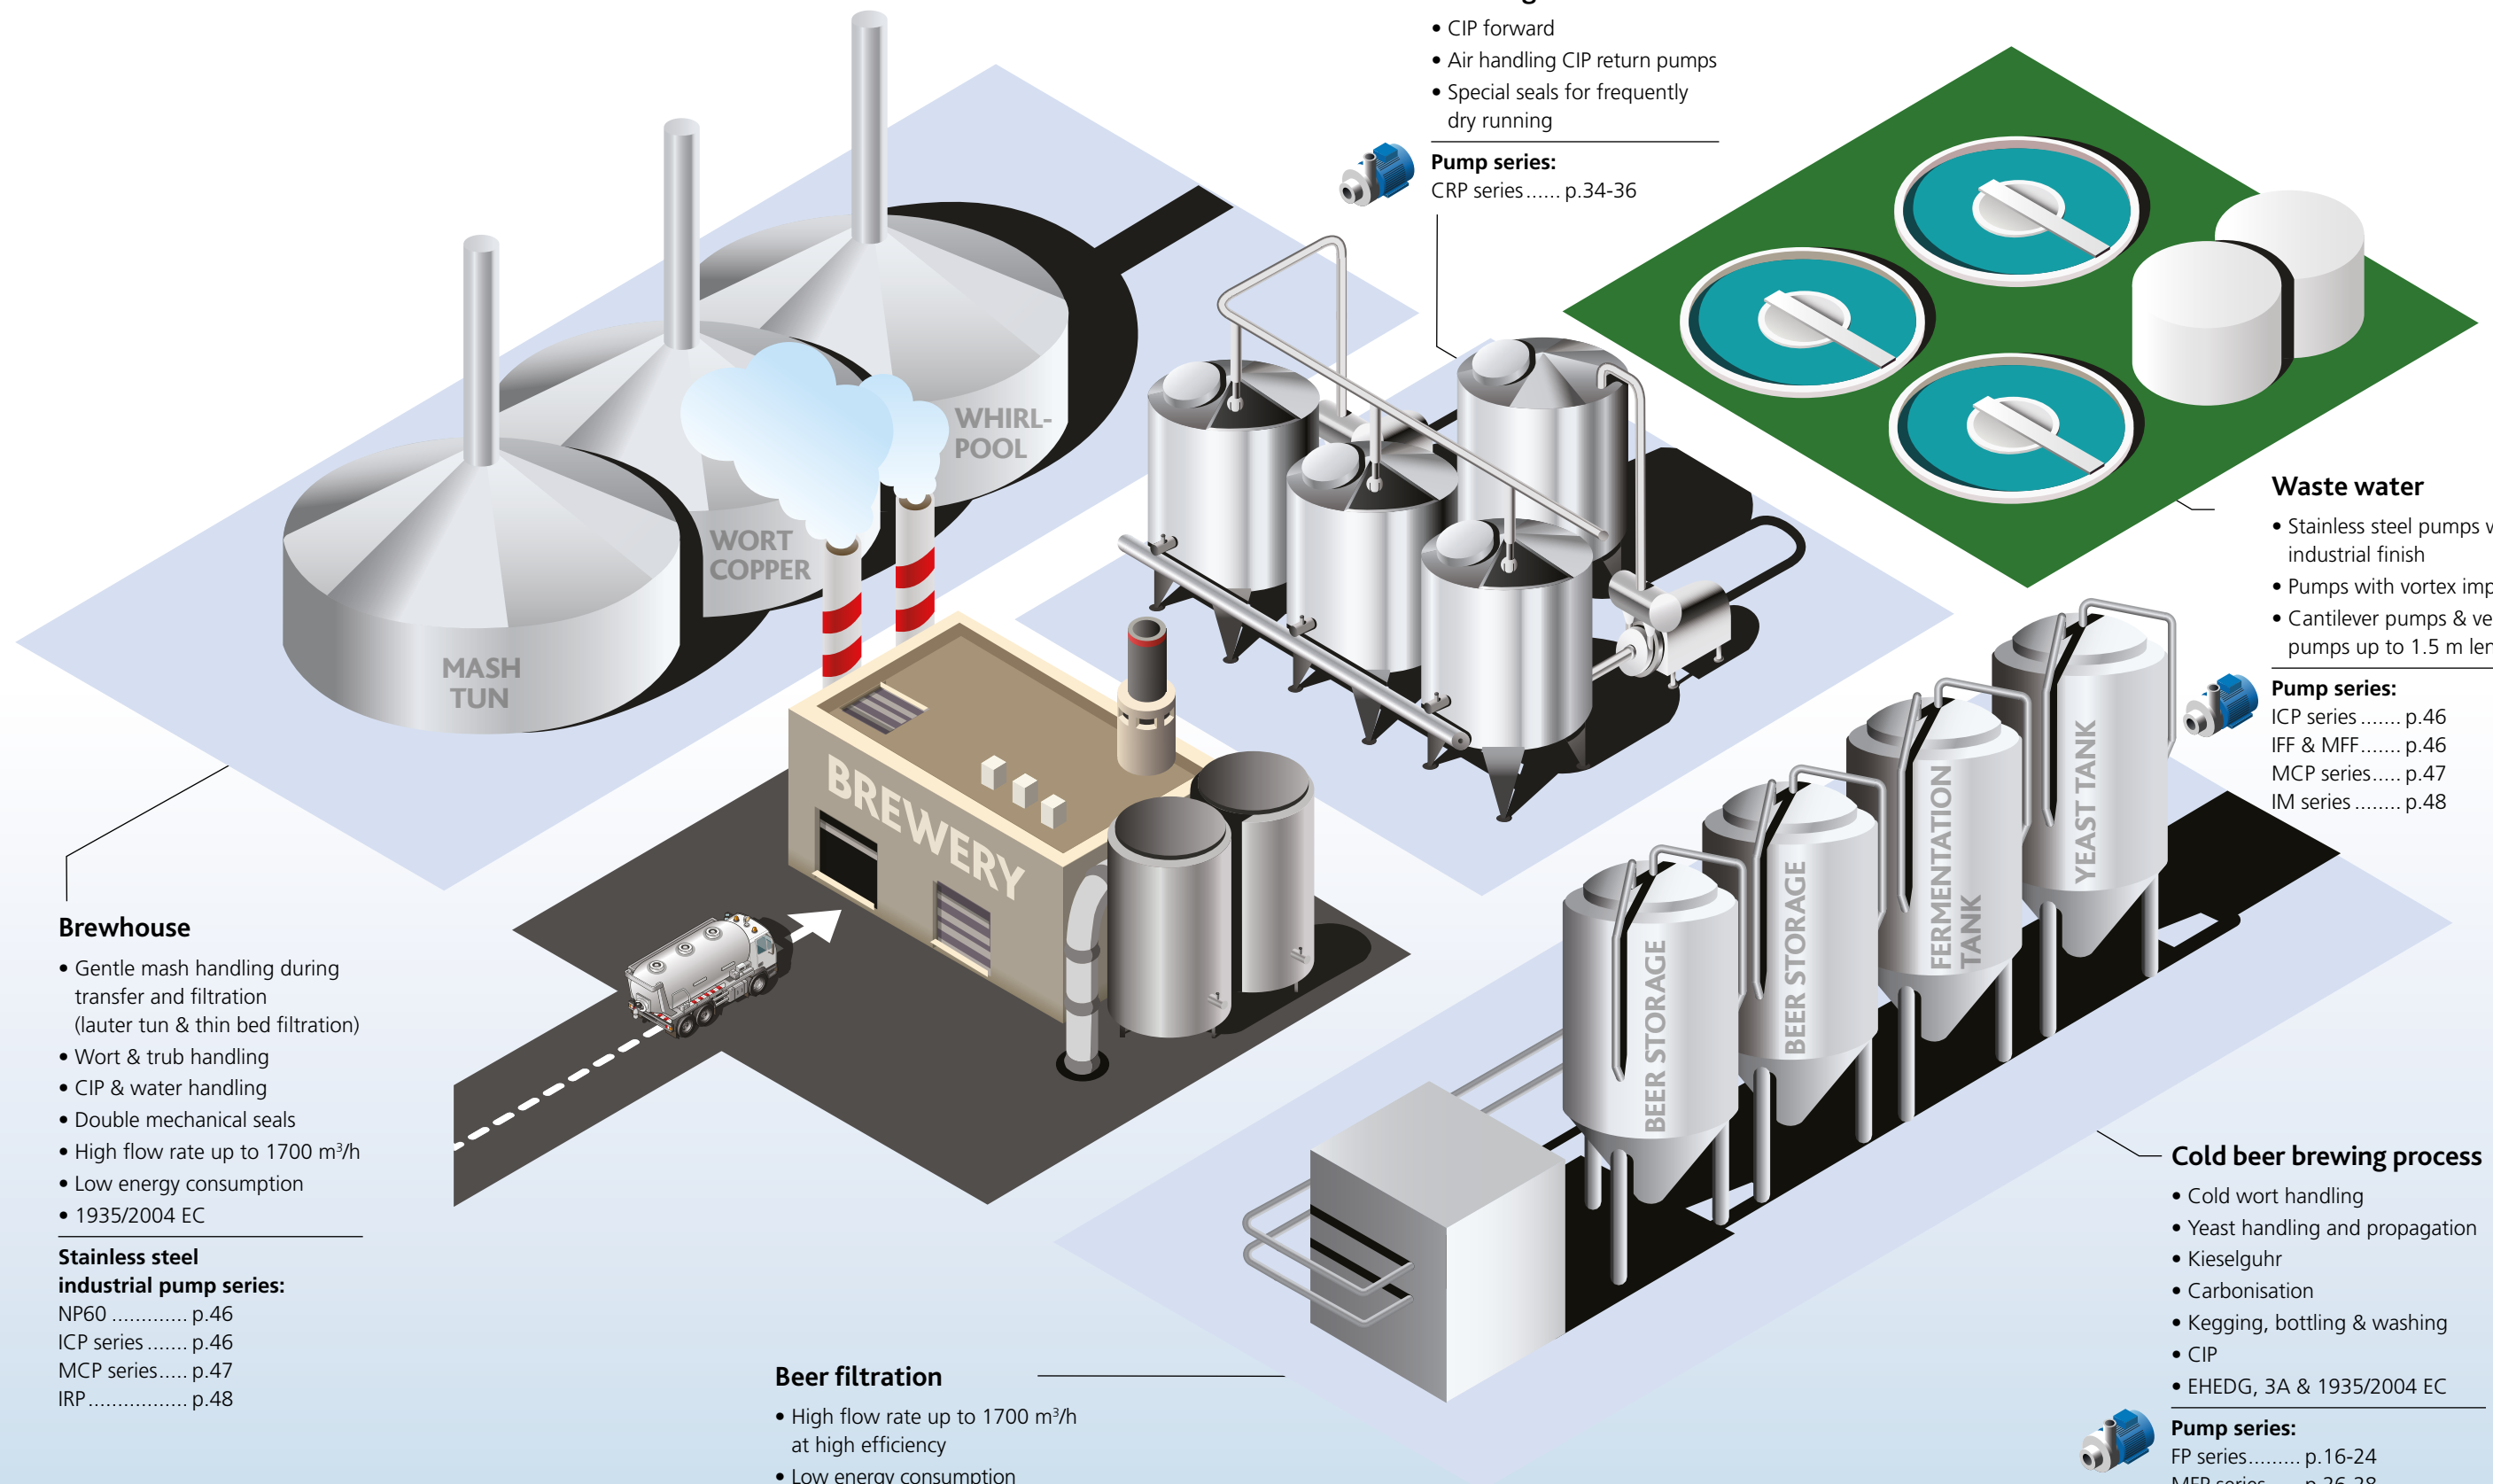 • CIP forward
• Air handling CIP return pumps
• Special seals for frequently
dry running
Pump series:
CRP series...... p.34-36
WHIRL-
POOL
WORT
COPPER
MASH
TUN
BREWERY
Waste water
• Stainless steel pumps
industrial finish
• Pumps with vortex
• Cantilever pumps &
pumps up to 1.5 m
Pump series:
ICP series....... p.46
IFF & MFF....... p.46
MCP series..... p.47
IM series ........ p.48
YEAST TANK
FERMENTATION
TANK
BEER STORAGE
BEER STORAGE
Brewhouse
• Gentle mash handling during
transfer and filtration
(lauter tun & thin bed filtration)
• Wort & trub handling
• CIP & water handling
• Double mechanical seals
• High flow rate up to 1700 m³/h
• Low energy consumption
• 1935/2004 EC
Stainless steel
industrial pump series:
NP60 ............. p.46
ICP series ....... p.46
MCP series..... p.47
IRP................. p.48
Beer filtration
• High flow rate up to 1700 m³/h
at high efficiency
• Low energy consumption
Cold beer brewing process
• Cold wort handling
• Yeast handling and propagation
• Kieselguhr
• Carbonisation
• Kegging, bottling & washing
• CIP
• EHEDG, 3A & 1935/2004 EC
Pump series:
FP series......... p.16-24
MFP series..... p.26-28